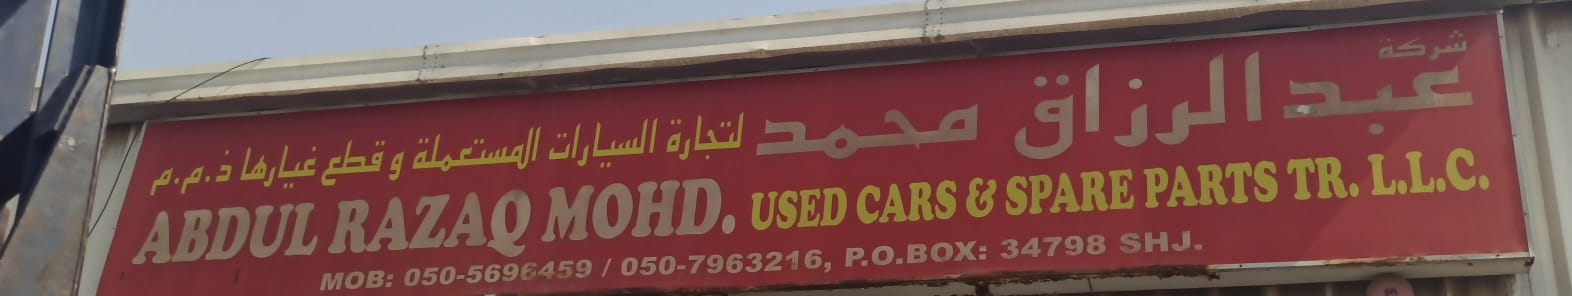 شركة
عبد الرزاق محمد لتجارة السيارات المستعملة و قطع غيارها ذ.م.م
ABDUL RAZAQ MOHD. USED CARS & SPARE PARTS TR. L.L.C.
MOB: 050-5696459 / 050-7963216, P.O.BOX: 34798 SHJ.